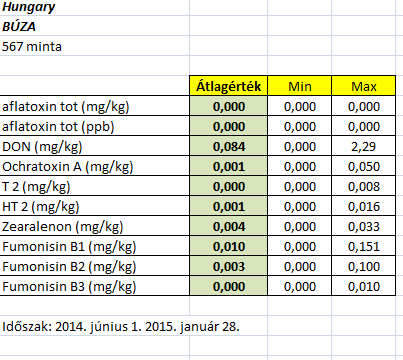 Hungary
BÚZA
567 minta
Átlagérték Min Max
aflatoxin tot (mg/kg) 0,000 0,000 0,000
aflatoxin tot (ppb) 0,000 0,000 0,000
DON (mg/kg) 0,084 0,000 2,29
Ochratoxin A (mg/kg) 0,001 0,000 0,050
T 2 (mg/kg) 0,000 0,000 0,008
HT 2 (mg/kg) 0,001 0,000 0,016
Zearalenon (mg/kg) 0,004 0,000 0,033
Fumonisin B1 (mg/kg) 0,010 0,000 0,151
Fumonisin B2 (mg/kg) 0,003 0,000 0,100
Fumonisin B3 (mg/kg) 0,000 0,000 0,010
Időszak: 2014. június 1. 2015. január 28.